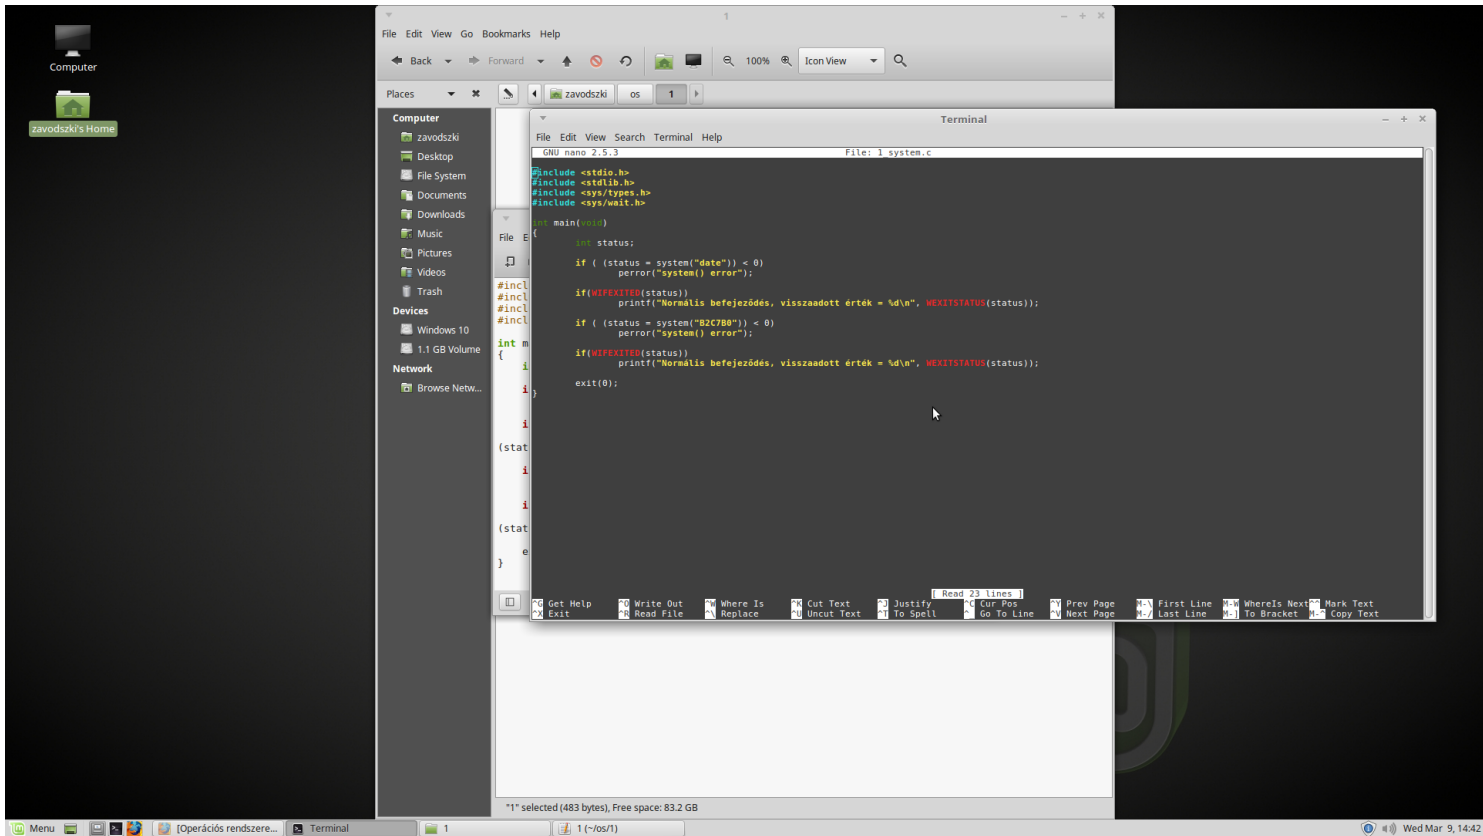 Computer
zavodszki's Home
1
File Edit View Go Bookmarks Help
Back Forward 100% Icon View
Places zavodszki os 1
Computer
zavodszki
Desktop
File System
Documents
Downloads
Music
Pictures
Videos
Trash
Devices
Windows 10
1.1 GB Volume
Network
Browse Netw...
File E
#incl
#incl
#incl
#incl
int m
{
i
i
i
(stat
i
i
(stat
e
}
"1" selected (483 bytes), Free space: 83.2 GB
Terminal
File Edit View Search Terminal Help
GNU nano 2.5.3 File: 1_system.c
#include <stdio.h>
#include <stdlib.h>
#include <sys/types.h>
#include <sys/wait.h>
int main(void)
{
int status;
if ( (status = system("date")) < 0)
perror("system() error");
if(WIFEXITED(status))
printf("Normális befejeződés, visszaadott érték = %d\n", WEXITSTATUS(status));
if ( (status = system("B2C7B0")) < 0)
perror("system() error");
if(WIFEXITED(status))
printf("Normális befejeződés, visszaadott érték = %d\n", WEXITSTATUS(status));
exit(0);
}
[ Read 23 lines ]
^G Get Help ^O Write Out ^W Where Is ^K Cut Text ^J Justify ^C Cur Pos ^Y Prev Page M-\ First Line M-W WhereIs Next ^^ Mark Text
^X Exit ^R Read File ^\ Replace ^U Uncut Text ^T To Spell ^_ Go To Line ^V Next Page M-/ Last Line M-] To Bracket M-^ Copy Text
Menu [Operációs rendszere... Terminal 1 1 (~/os/1) Wed Mar 9, 14:42